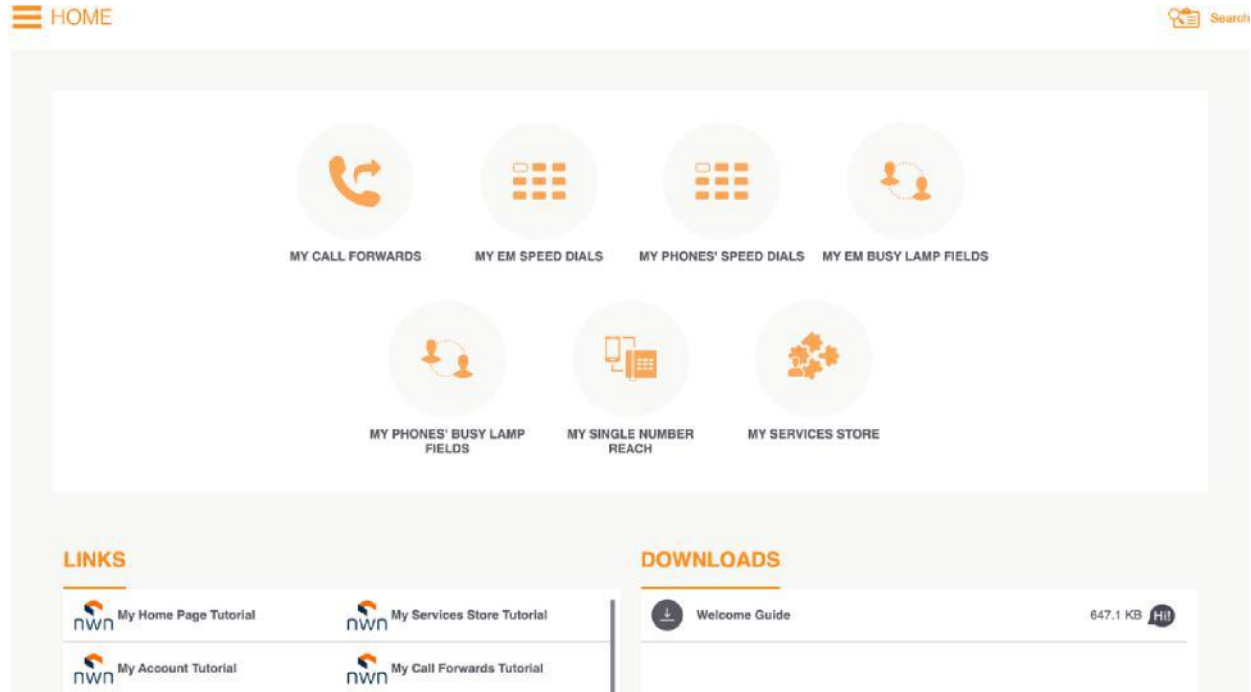 HOME
Search
MY CALL FORWARDS
MY EM SPEED DIALS
MY PHONES' SPEED DIALS
MY EM BUSY LAMP FIELDS
MY PHONES' BUSY LAMP
FIELDS
MY SINGLE NUMBER
REACH
MY SERVICES STORE
LINKS
nwn My Home Page Tutorial
nwn My Services Store Tutorial
nwn My Account Tutorial
nwn My Call Forwards Tutorial
DOWNLOADS
Welcome Guide
647.1 KB
Hi!